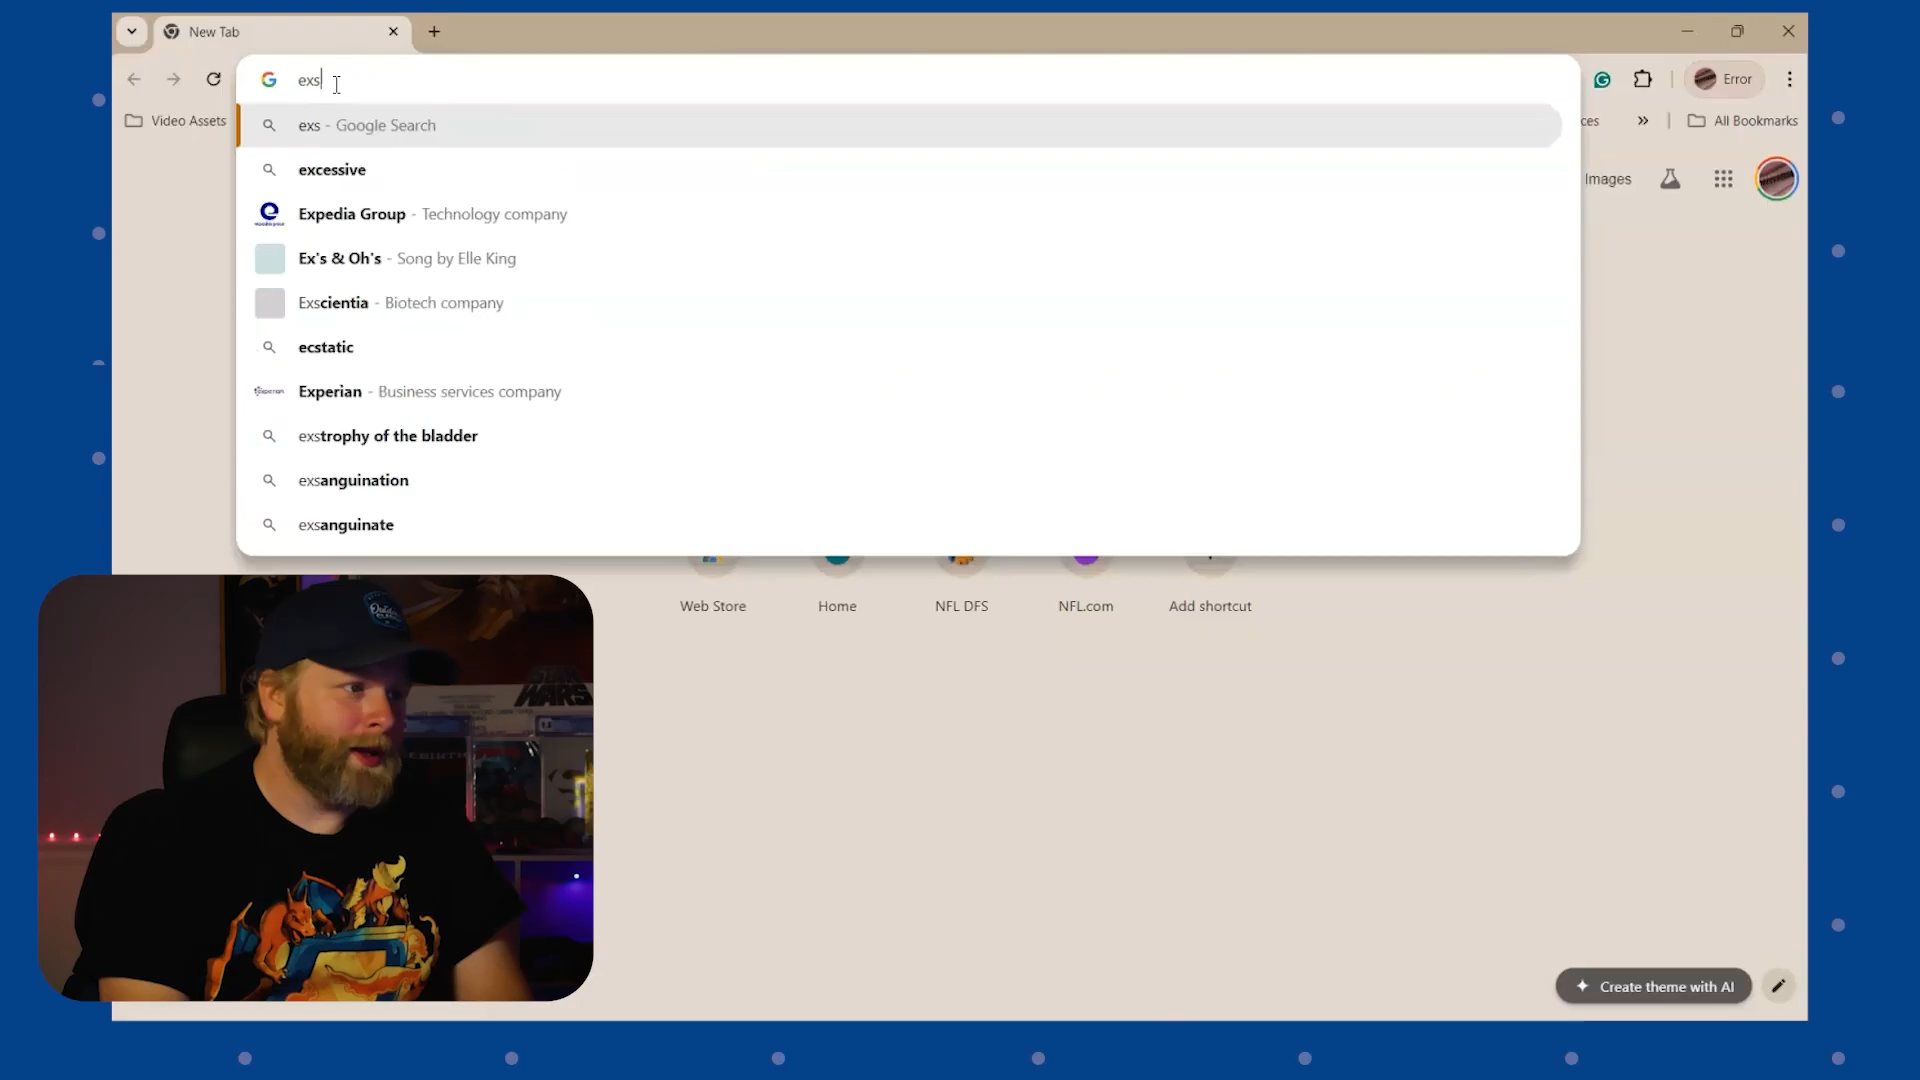 New Tab
exs
Error
Video Assets
ces
»
All Bookmarks
exs - Google Search
excessive
Images
Expedia Group - Technology company
Ex's & Oh's - Song by Elle King
Exscientia - Biotech company
ecstatic
Experian - Business services company
exstrophy of the bladder
exsanguination
exsanguinate
Web Store
Home
NFL DFS
NFL.com
Add shortcut
STAR
WARS
Create theme with AI